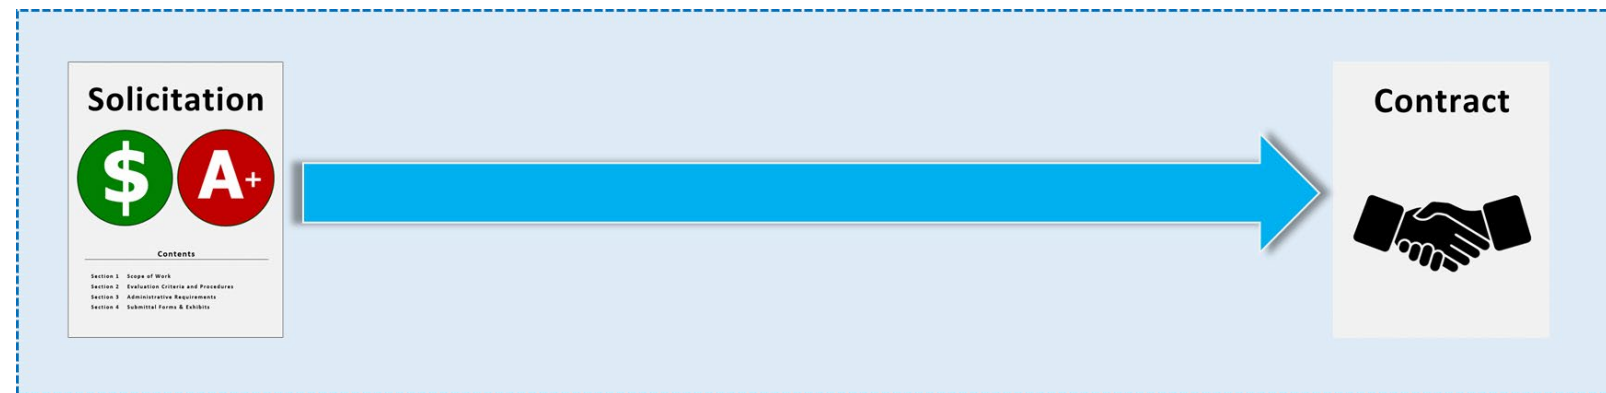 Solicitation
$ A+
Contents
Section 1 Scope of Work
Section 2 Evaluation Criteria and Procedures
Section 3 Administrative Requirements
Section 4 Submittal Forms & Exhibits
Contract